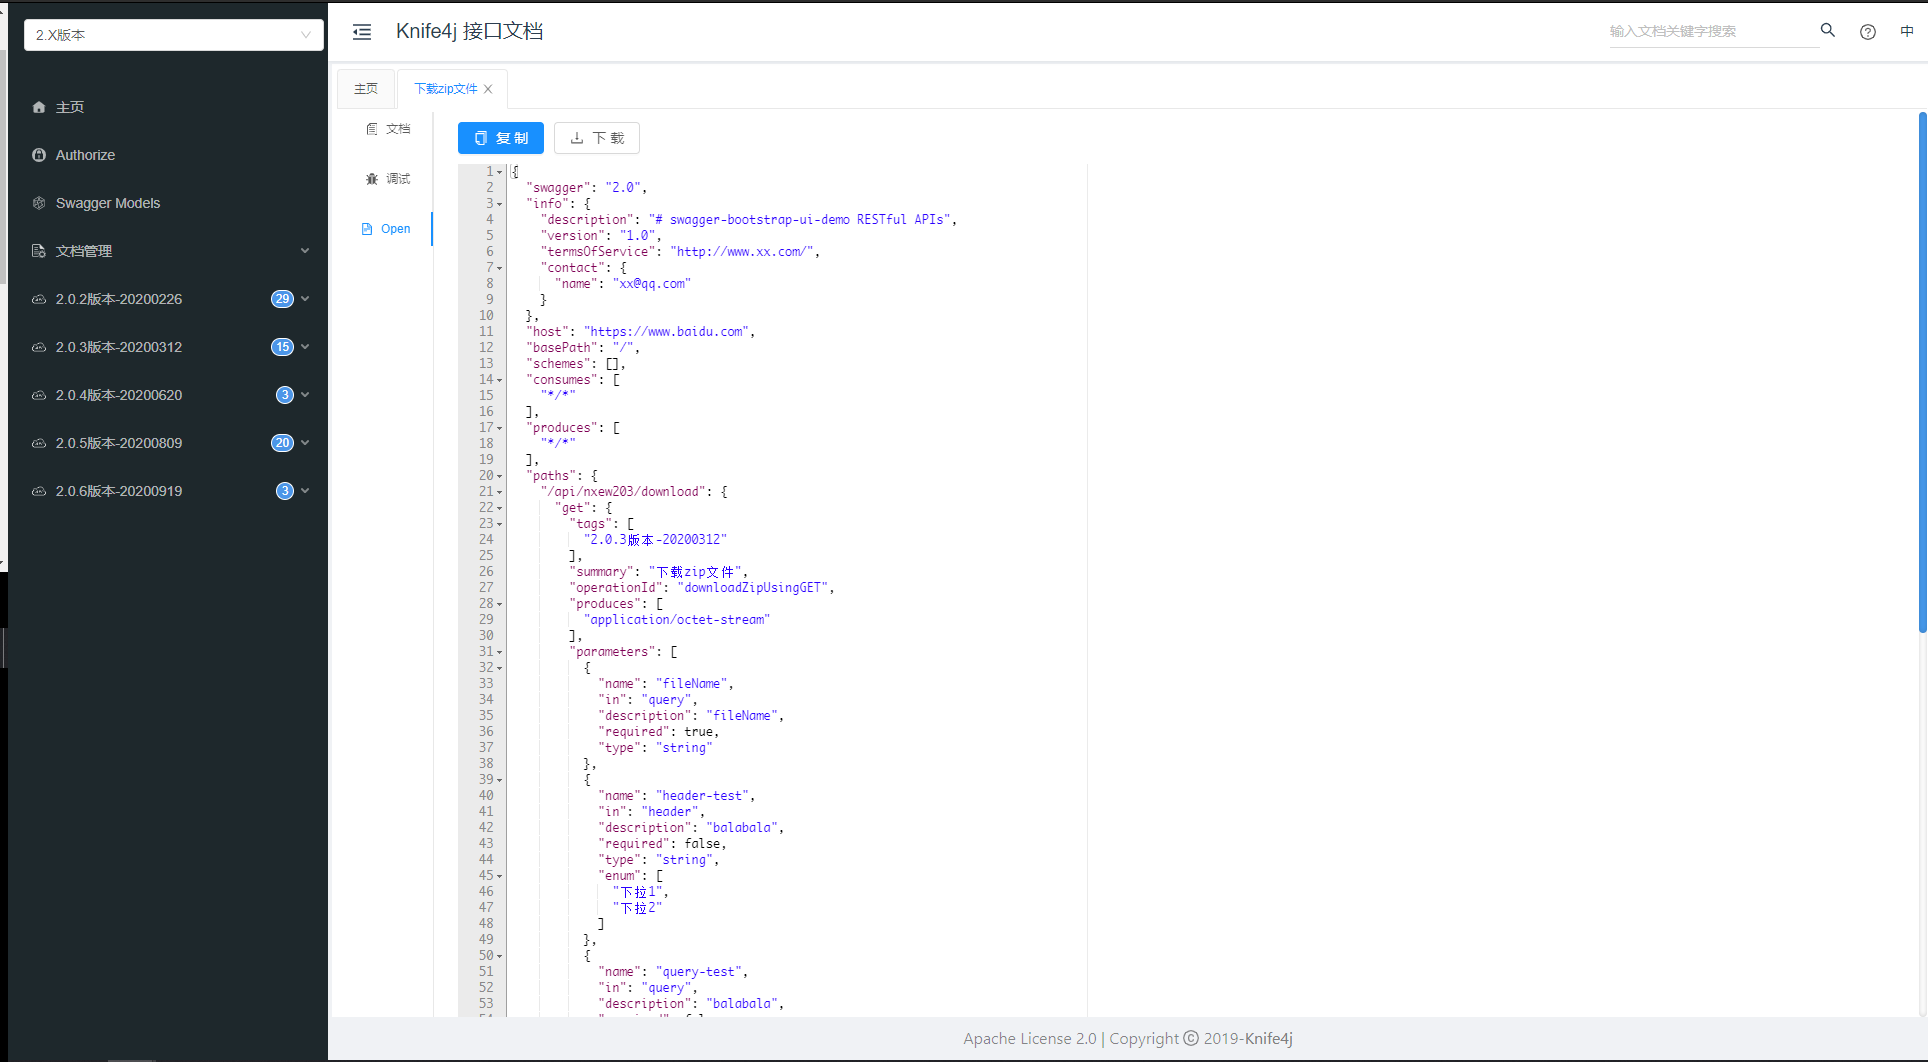 2.X版本
主页
Authorize
Swagger Models
文档管理
2.0.2版本-20200226 29
2.0.3版本-20200312 15
2.0.4版本-20200620 3
2.0.5版本-20200809 20
2.0.6版本-20200919 3
Knife4j 接口文档
输入文档关键字搜索
中
主页
下载zip文件
文档
调试
Open
复 制
下 载
1 {
2 "swagger": "2.0",
3 "info": {
4 "description": "# swagger-bootstrap-ui-demo RESTful APIs",
5 "version": "1.0",
6 "termsOfService": "http://www.xx.com/",
7 "contact": {
8 "name": "xx@qq.com"
9 }
10 },
11 "host": "https://www.baidu.com",
12 "basePath": "/",
13 "schemes": [],
14 "consumes": [
15 "*/*"
16 ],
17 "produces": [
18 "*/*"
19 ],
20 "paths": {
21 "/api/nxew203/download": {
22 "get": {
23 "tags": [
24 "2.0.3版本-20200312"
25 ],
26 "summary": "下载zip文件",
27 "operationId": "downloadZipUsingGET",
28 "produces": [
29 "application/octet-stream"
30 ],
31 "parameters": [
32 {
33 "name": "fileName",
34 "in": "query",
35 "description": "fileName",
36 "required": true,
37 "type": "string"
38 },
39 {
40 "name": "header-test",
41 "in": "header",
42 "description": "balabala",
43 "required": false,
44 "type": "string",
45 "enum": [
46 "下拉1",
47 "下拉2"
48 ]
49 },
50 {
51 "name": "query-test",
52 "in": "query",
53 "description": "balabala",
Apache License 2.0 | Copyright © 2019-Knife4j